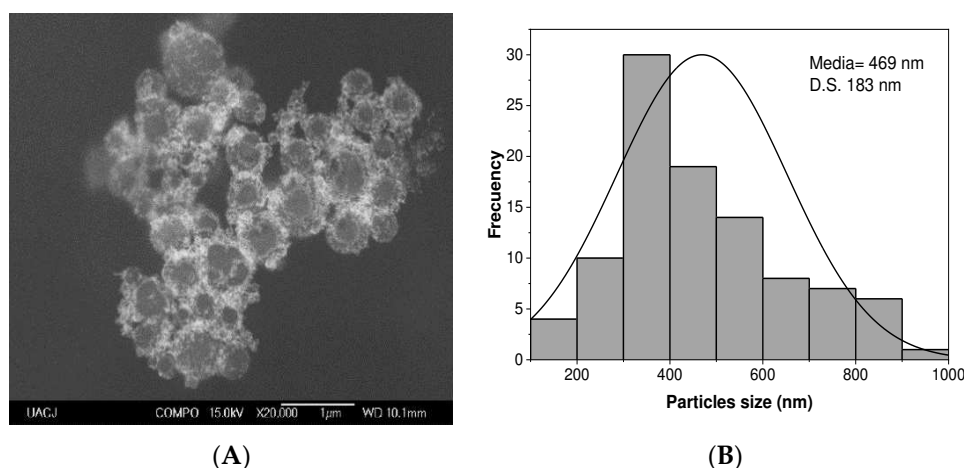 UACJ COMPO 15.0kV X20,000 1µm WD 10.1mm
(A)
Media= 469 nm
D.S. 183 nm
Frecuency
30
25
20
15
10
5
0
200 400 600 800 1000
Particles size (nm)
(B)